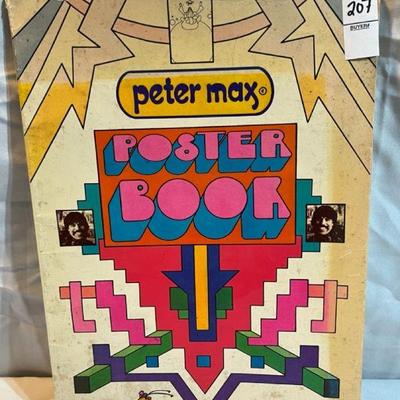 207
BUYER#
peter max®
POSTER
BOOK